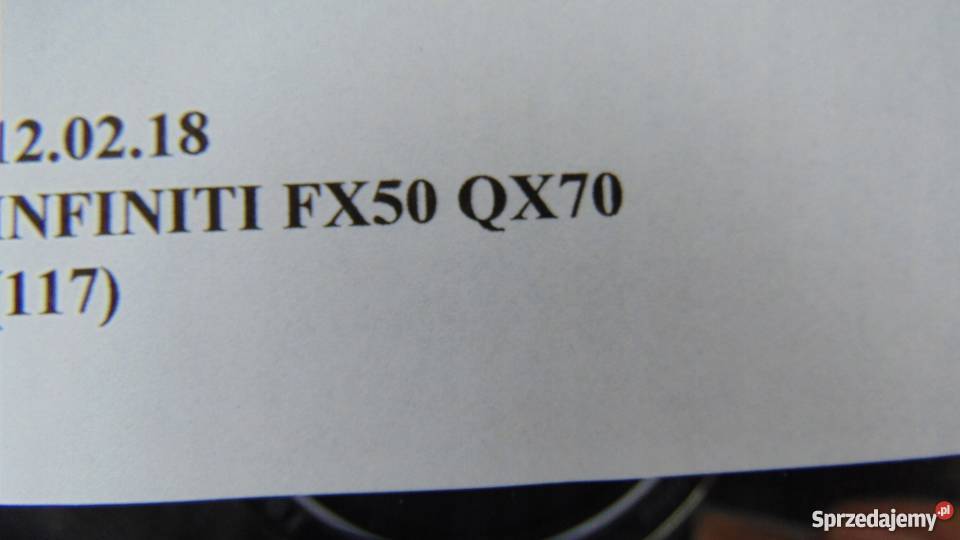 12.02.18
INFINITI FX50 QX70
(117)
Sprzedajemy.pl